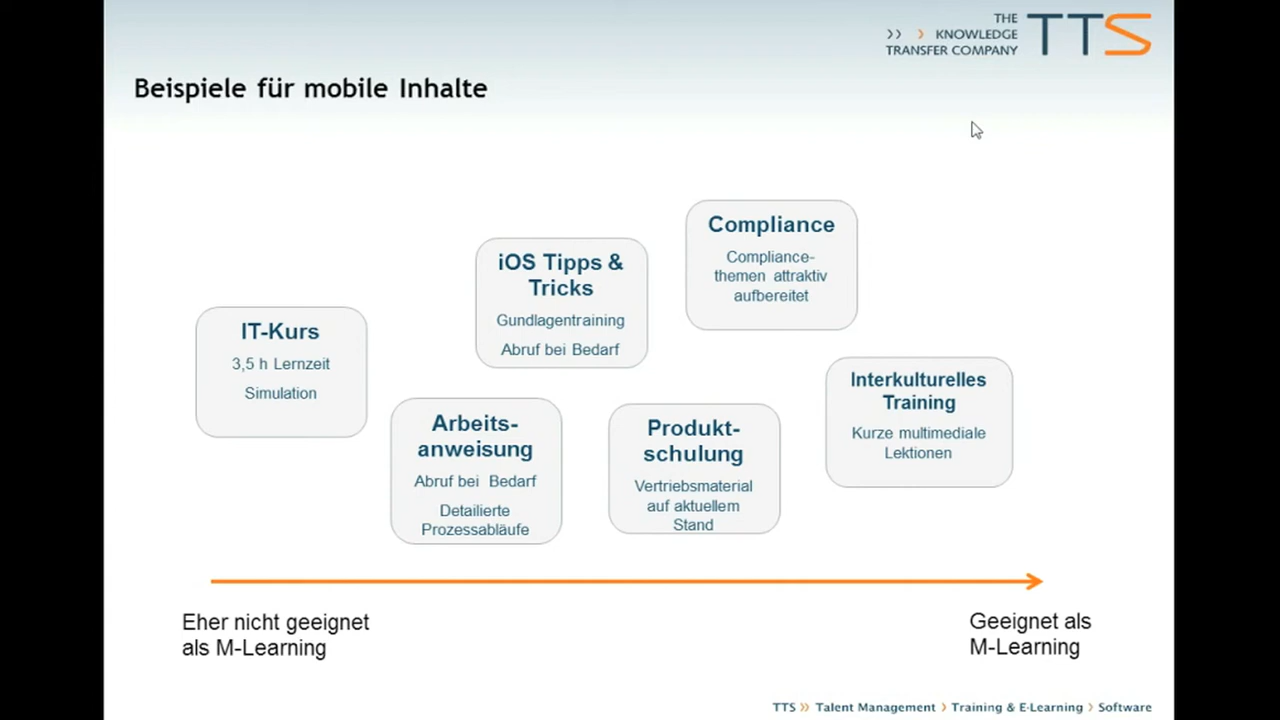 THE
KNOWLEDGE
TRANSFER COMPANY
TTS
Beispiele für mobile Inhalte
Compliance
Compliance-
themen attraktiv
aufbereitet
iOS Tipps &
Tricks
Gundlagentraining
Abruf bei Bedarf
IT-Kurs
3,5 h Lernzeit
Simulation
Interkulturelles
Training
Kurze multimediale
Lektionen
Arbeits-
anweisung
Abruf bei Bedarf
Detailierte
Prozessabläufe
Produkt-
schulung
Vertriebsmaterial
auf aktuellem
Stand
Eher nicht geeignet
als M-Learning
Geeignet als
M-Learning
TTS Talent Management Training & E-Learning Software